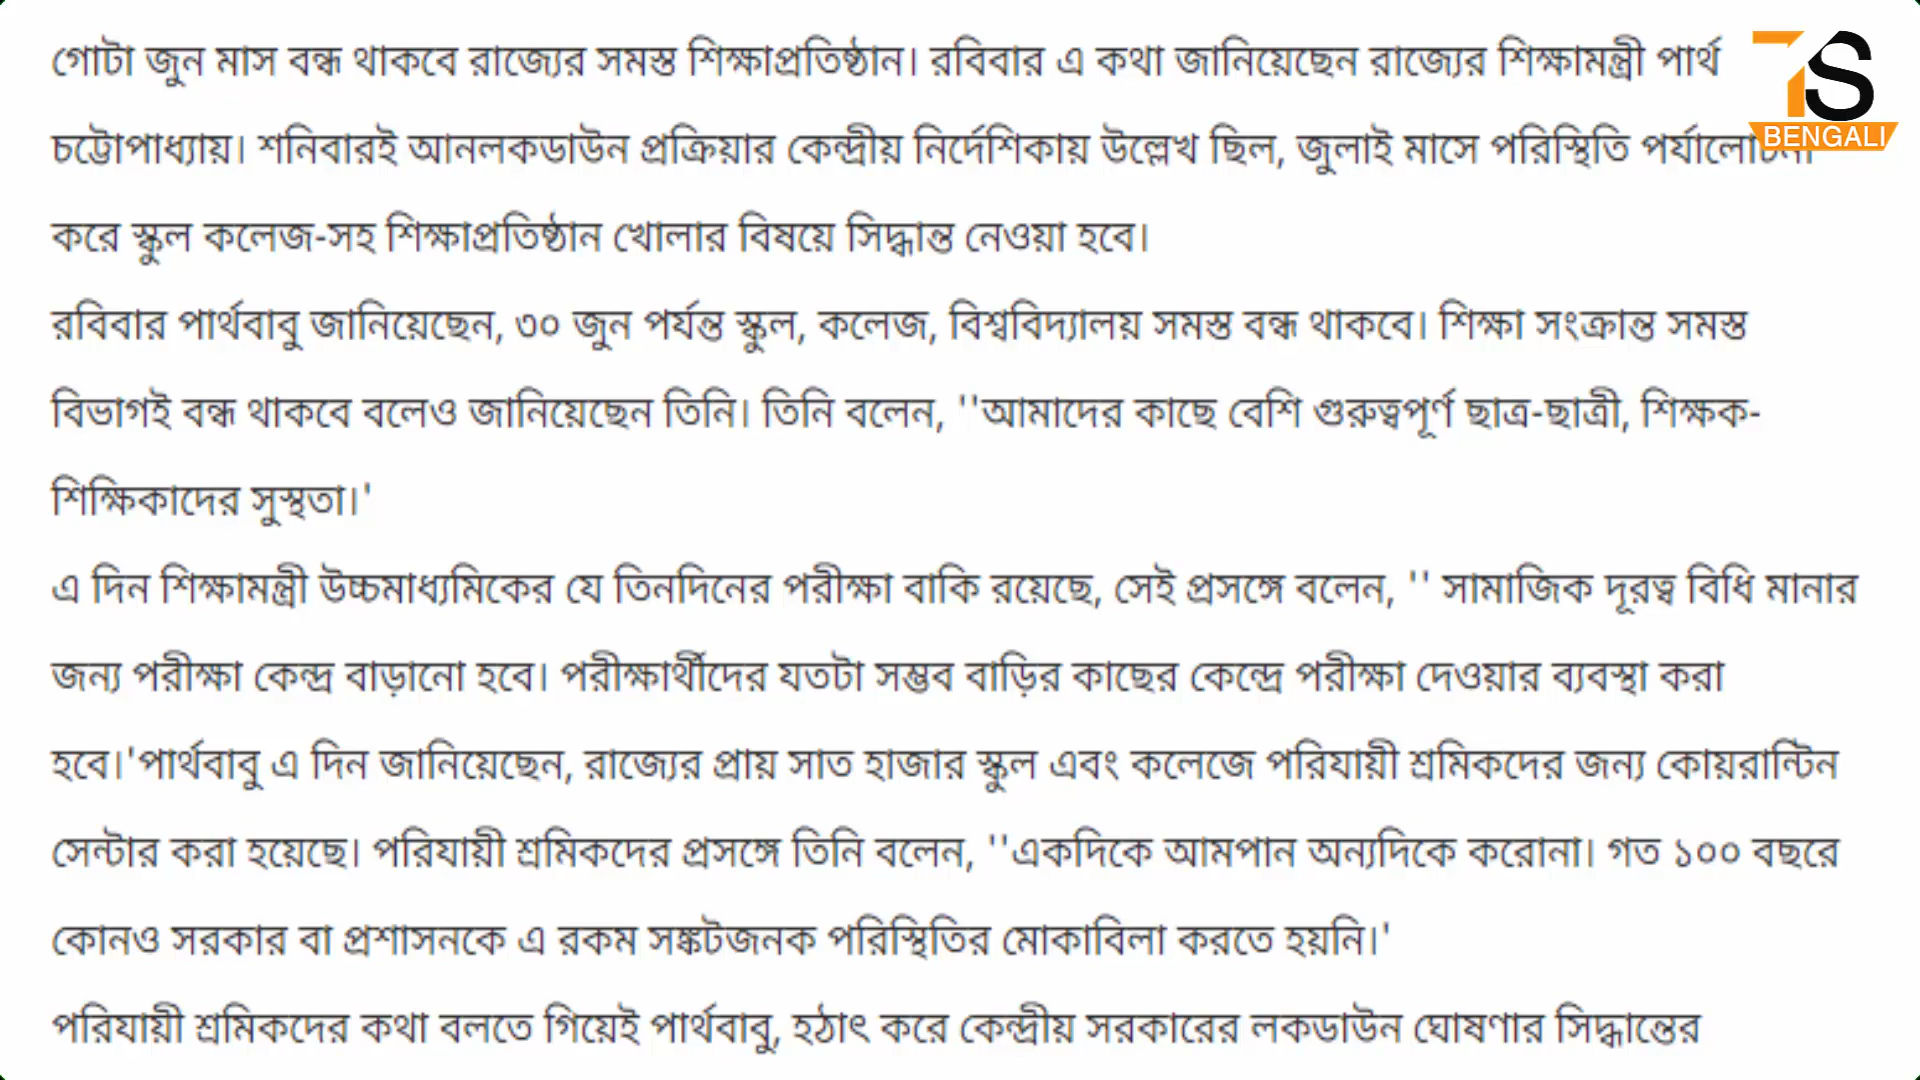 গোটা জুন মাস বন্ধ থাকবে রাজ্যের সমস্ত শিক্ষাপ্রতিষ্ঠান। রবিবার এ কথা জানিয়েছেন রাজ্যের শিক্ষামন্ত্রী পার্থ
চট্টোপাধ্যায়। শনিবারই আনলকডাউন প্রক্রিয়ার কেন্দ্রীয় নির্দেশিকায় উল্লেখ ছিল, জুলাই মাসে পরিস্থিতি পর্যালোচনা
করে স্কুল কলেজ-সহ শিক্ষাপ্রতিষ্ঠান খোলার বিষয়ে সিদ্ধান্ত নেওয়া হবে।
রবিবার পার্থবাবু জানিয়েছেন, ৩০ জুন পর্যন্ত স্কুল, কলেজ, বিশ্ববিদ্যালয় সমস্ত বন্ধ থাকবে। শিক্ষা সংক্রান্ত সমস্ত
বিভাগই বন্ধ থাকবে বলেও জানিয়েছেন তিনি। তিনি বলেন, ''আমাদের কাছে বেশি গুরুত্বপূর্ণ ছাত্র-ছাত্রী, শিক্ষক-
শিক্ষিকাদের সুস্থতা।'
এ দিন শিক্ষামন্ত্রী উচ্চমাধ্যমিকের যে তিনদিনের পরীক্ষা বাকি রয়েছে, সেই প্রসঙ্গে বলেন, '' সামাজিক দূরত্ব বিধি মানার
জন্য পরীক্ষা কেন্দ্র বাড়ানো হবে। পরীক্ষার্থীদের যতটা সম্ভব বাড়ির কাছের কেন্দ্রে পরীক্ষা দেওয়ার ব্যবস্থা করা
হবে।'পার্থবাবু এ দিন জানিয়েছেন, রাজ্যের প্রায় সাত হাজার স্কুল এবং কলেজে পরিযায়ী শ্রমিকদের জন্য কোয়রান্টিন
সেন্টার করা হয়েছে। পরিযায়ী শ্রমিকদের প্রসঙ্গে তিনি বলেন, ''একদিকে আমপান অন্যদিকে করোনা। গত ১০০ বছরে
কোনও সরকার বা প্রশাসনকে এ রকম সঙ্কটজনক পরিস্থিতির মোকাবিলা করতে হয়নি।'
পরিযায়ী শ্রমিকদের কথা বলতে গিয়েই পার্থবাবু, হঠাৎ করে কেন্দ্রীয় সরকারের লকডাউন ঘোষণার সিদ্ধান্তের
7S
BENGALI